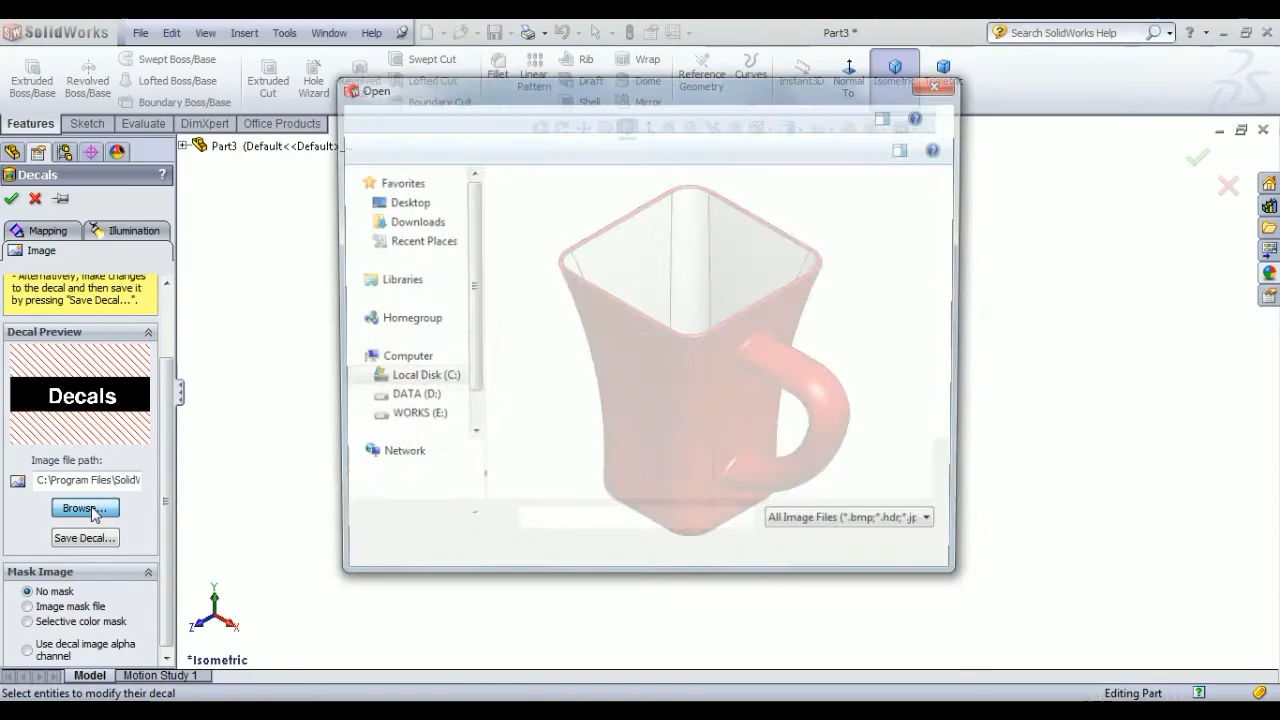 SolidWorks
File Edit View Insert Tools Window Help
Part3 *
Search SolidWorks Help
Extruded Boss/Base
Revolved Boss/Base
Swept Boss/Base
Lofted Boss/Base
Boundary Boss/Base
Extruded Cut
Hole Wizard
Revolved
Swept Cut
Lofted Cut
Boundary Cut
Fillet
Linear Pattern
Rib
Draft
Shell
Wrap
Dome
Mirror
Reference Geometry
Curves
Instant3D
Normal To
Isometric
Features Sketch Evaluate DimXpert Office Products
Part3 (Default<<Default>_
Decals ?
Mapping Illumination
Image
- Alternatively, make changes
to the decal and then save it
by pressing "Save Decal...".
Decal Preview
Decals
Image file path:
C:\Program Files\Solid
Browse...
Save Decal...
Mask Image
No mask
Image mask file
Selective color mask
Use decal image alpha
channel
Open
Favorites
Desktop
Downloads
Recent Places
Libraries
Homegroup
Computer
Local Disk (C:)
DATA (D:)
WORKS (E:)
Network
All Image Files (*.bmp;*.hdr;*.jp
Y
Z X
*Isometric
Model Motion Study 1
Select entities to modify their decal
Editing Part